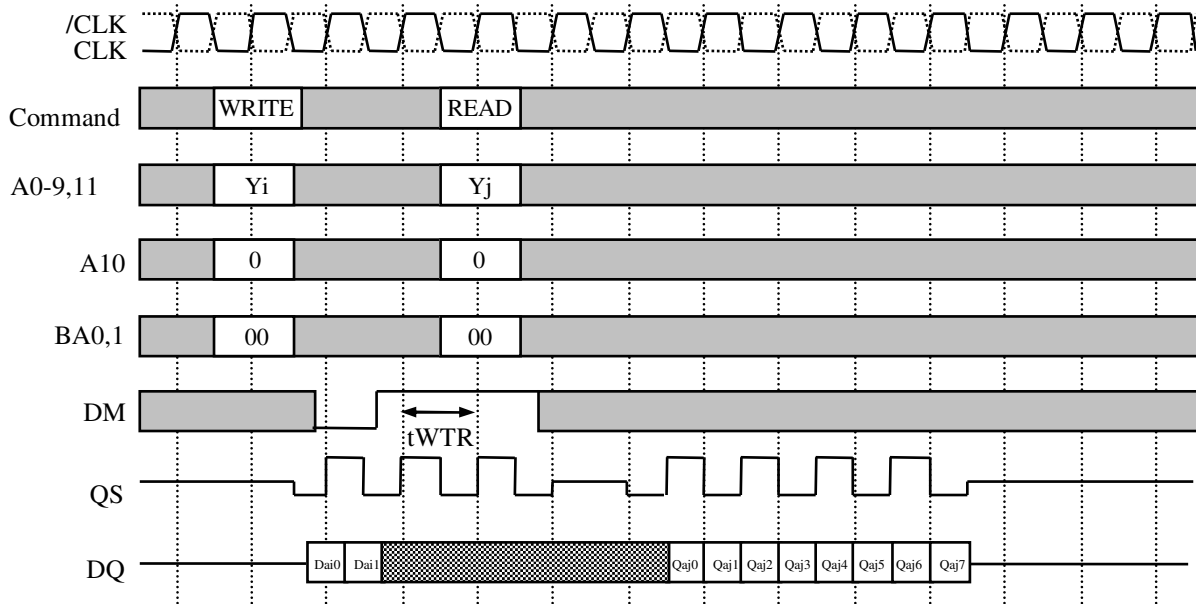 /CLK
CLK
Command WRITE READ
A0-9,11 Yi Yj
A10 0 0
BA0,1 00 00
DM
tWTR
QS
DQ Dai0 Dai1 Qaj0 Qaj1 Qaj2 Qaj3 Qaj4 Qaj5 Qaj6 Qaj7